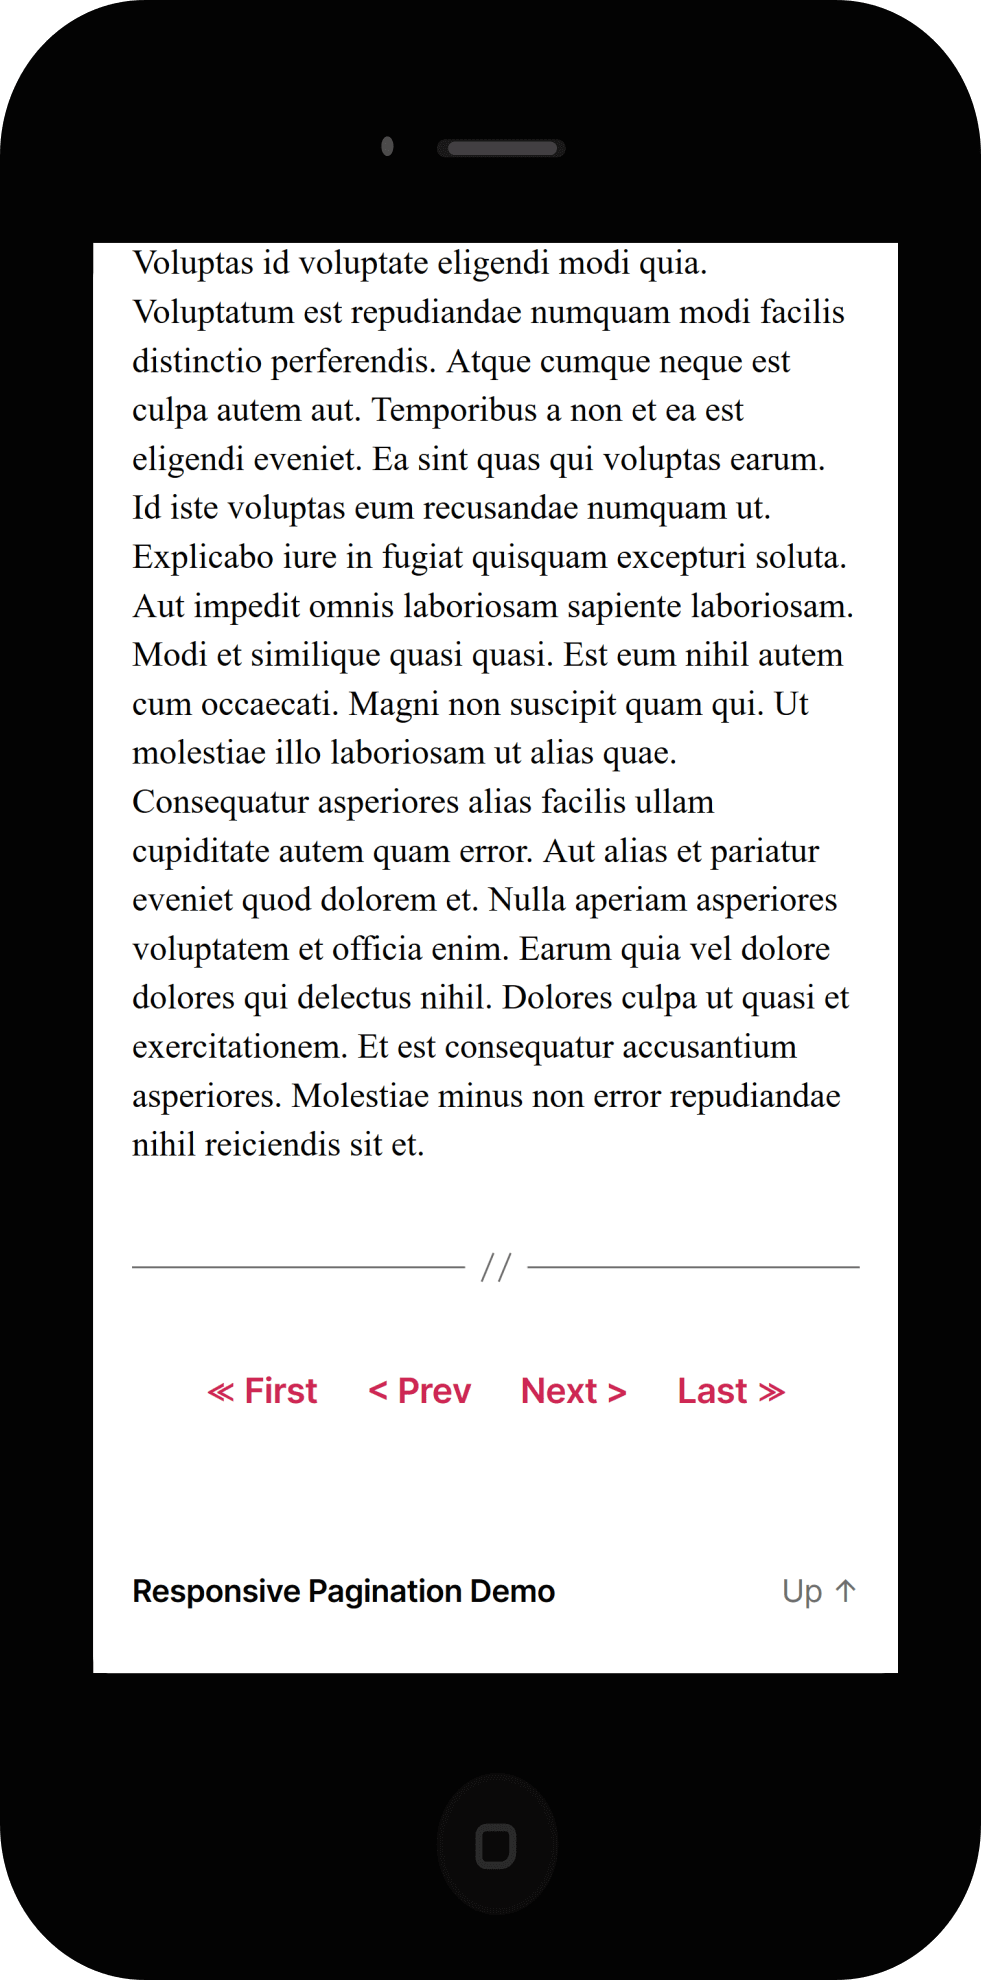 Voluptas id voluptate eligendi modi quia.
Voluptatum est repudiandae numquam modi facilis
distinctio perferendis. Atque cumque neque est
culpa autem aut. Temporibus a non et ea est
eligendi eveniet. Ea sint quas qui voluptas earum.
Id iste voluptas eum recusandae numquam ut.
Explicabo iure in fugiat quisquam excepturi soluta.
Aut impedit omnis laboriosam sapiente laboriosam.
Modi et similique quasi quasi. Est eum nihil autem
cum occaecati. Magni non suscipit quam qui. Ut
molestiae illo laboriosam ut alias quae.
Consequatur asperiores alias facilis ullam
cupiditate autem quam error. Aut alias et pariatur
eveniet quod dolorem et. Nulla aperiam asperiores
voluptatem et officia enim. Earum quia vel dolore
dolores qui delectus nihil. Dolores culpa ut quasi et
exercitationem. Et est consequatur accusantium
asperiores. Molestiae minus non error repudiandae
nihil reiciendis sit et.
//
≪ First < Prev Next > Last ≫
Responsive Pagination Demo Up ↑